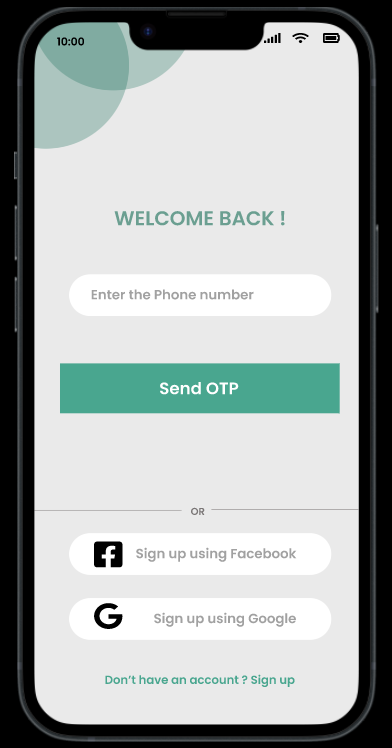 10:00
WELCOME BACK !
Enter the Phone number
Send OTP
OR
Sign up using Facebook
Sign up using Google
Don’t have an account ? Sign up